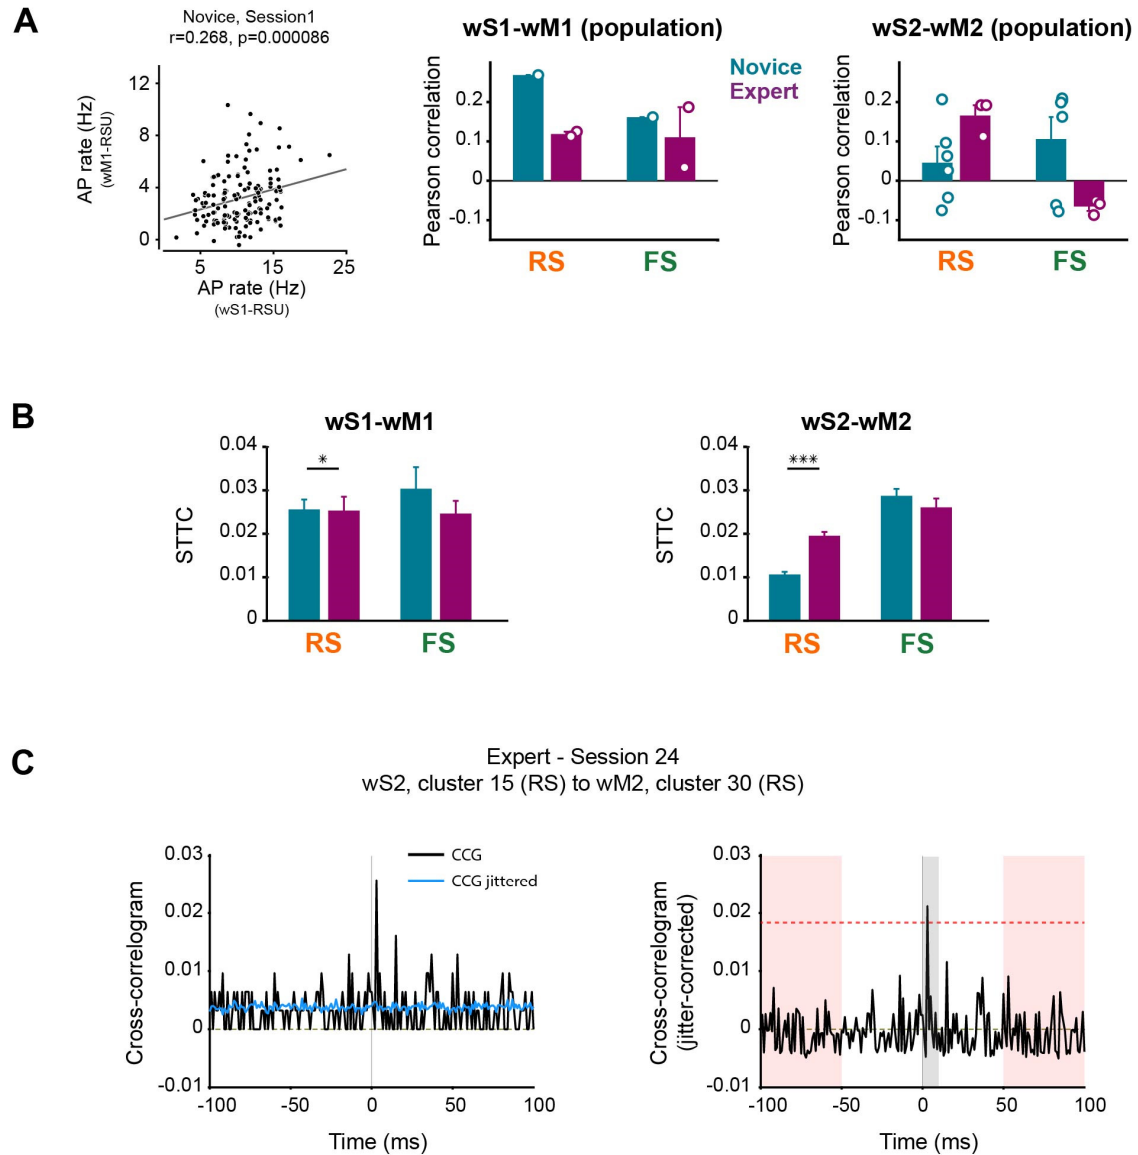 A
Novice, Session1
r=0.268, p=0.000086
12
8
4
0
AP rate (Hz)
(wM1-RSU)
5
15
25
AP rate (Hz)
(wS1-RSU)
wS1-wM1 (population)
Pearson correlation
0.2
0.1
0
-0.1
RS
FS
Novice
Expert
wS2-wM2 (population)
Pearson correlation
0.2
0.1
0
-0.1
RS
FS
B
wS1-wM1
STTC
0.04
0.03
0.02
0.01
0
*
RS
FS
wS2-wM2
STTC
0.04
0.03
0.02
0.01
0
***
RS
FS
C
Expert - Session 24
wS2, cluster 15 (RS) to wM2, cluster 30 (RS)
Cross-correlogram
0.03
0.02
0.01
0
-0.01
CCG
CCG jittered
-100
-50
0
50
100
Time (ms)
Cross-correlogram
(jitter-corrected)
0.03
0.02
0.01
0
-0.01
-100
-50
0
50
100
Time (ms)